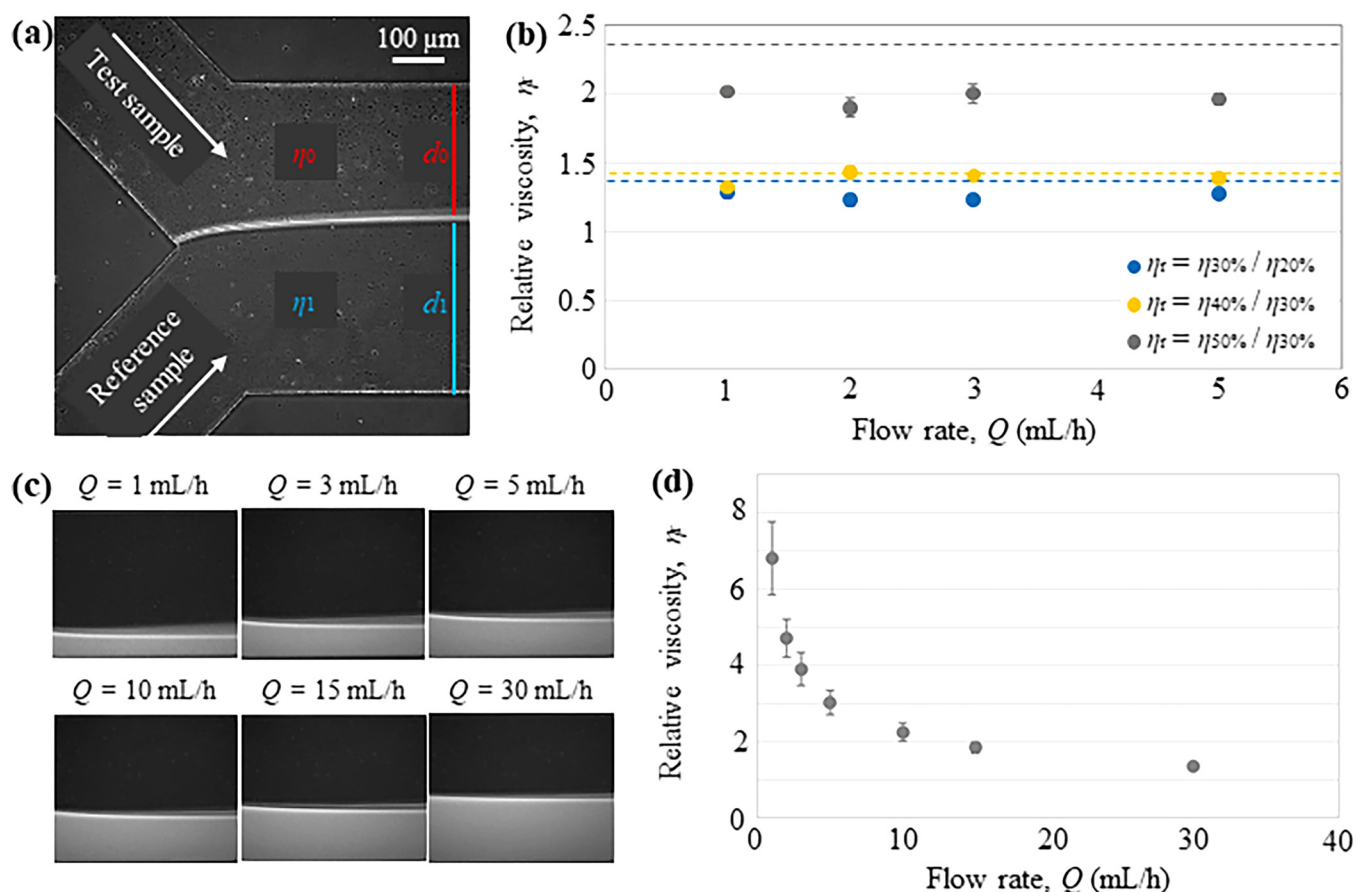 (a)
100 μm
Test sample
η0
d0
η1
d1
Reference
sample
(b)
2.5
2
1.5
1
0.5
0
Relative viscosity, ηr
0 1 2 3 4 5 6
Flow rate, Q (mL/h)
ηr = η30% / η20%
ηr = η40% / η30%
ηr = η50% / η30%
(c)
Q = 1 mL/h
Q = 3 mL/h
Q = 5 mL/h
Q = 10 mL/h
Q = 15 mL/h
Q = 30 mL/h
(d)
8
6
4
2
0
Relative viscosity, ηr
0 10 20 30 40
Flow rate, Q (mL/h)